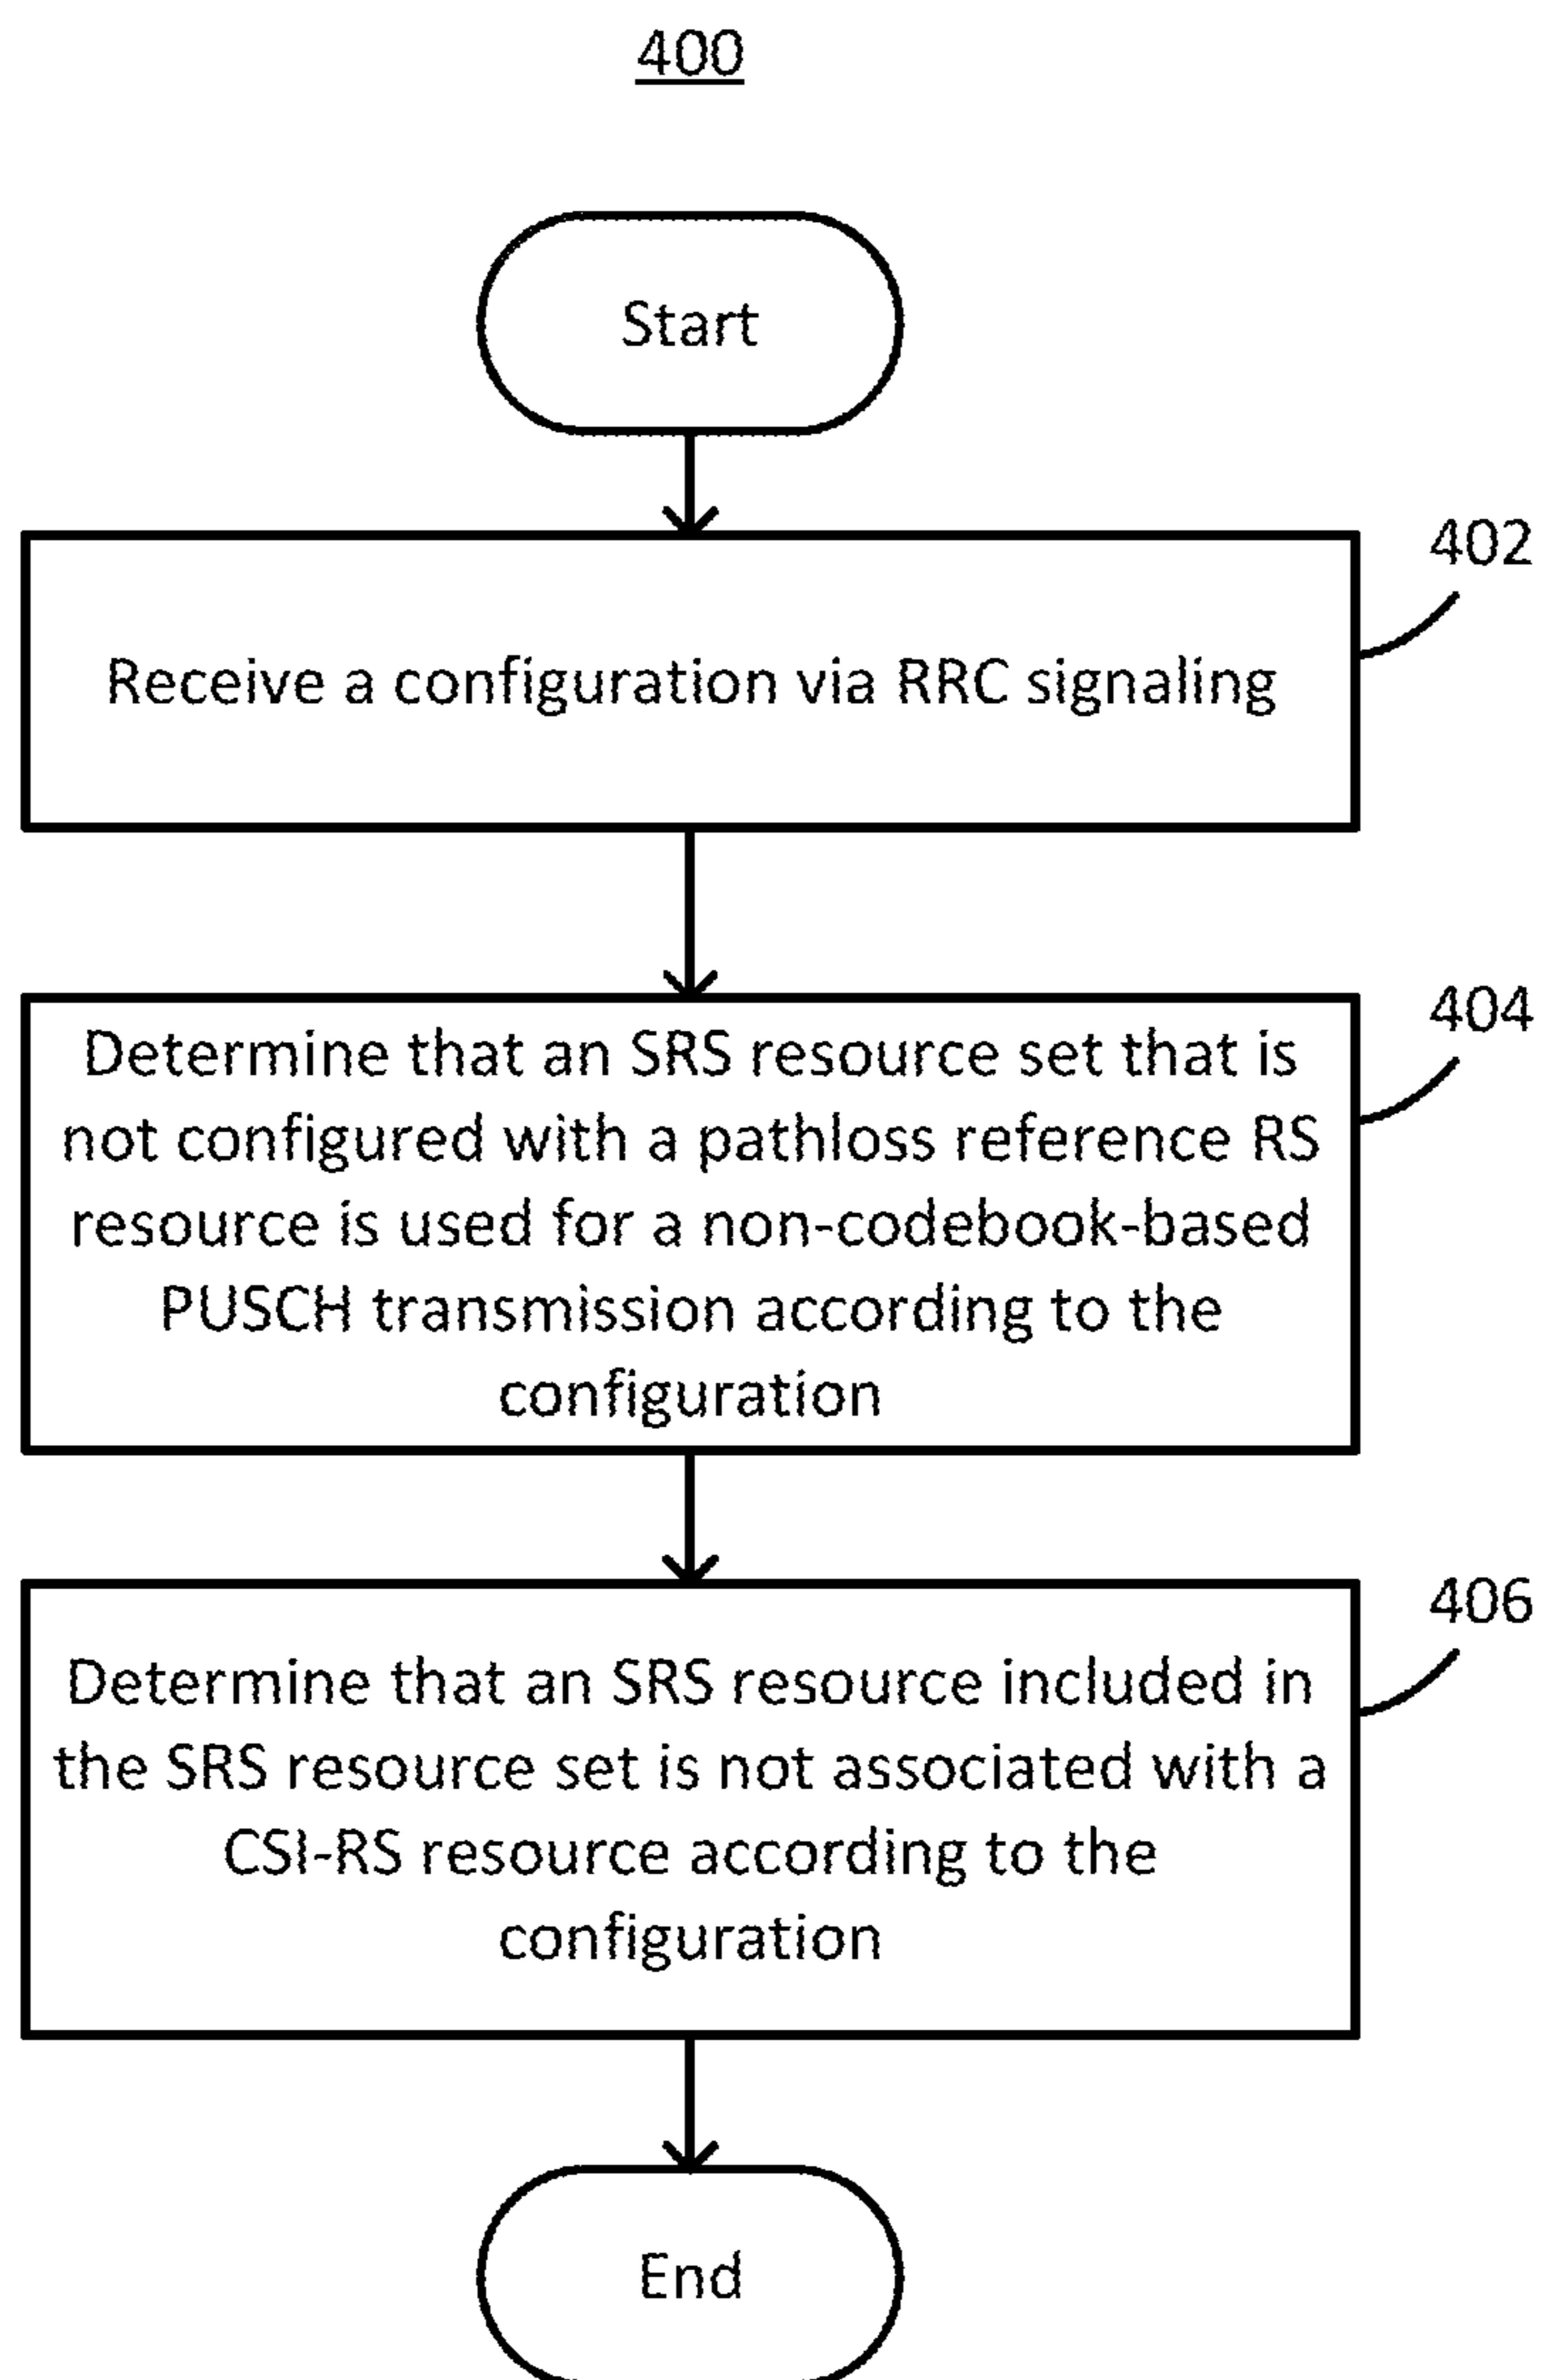 400
Start
402
Receive a configuration via RRC signaling
404
Determine that an SRS resource set that is
not configured with a pathloss reference RS
resource is used for a non-codebook-based
PUSCH transmission according to the
configuration
406
Determine that an SRS resource included in
the SRS resource set is not associated with a
CSI-RS resource according to the
configuration
End